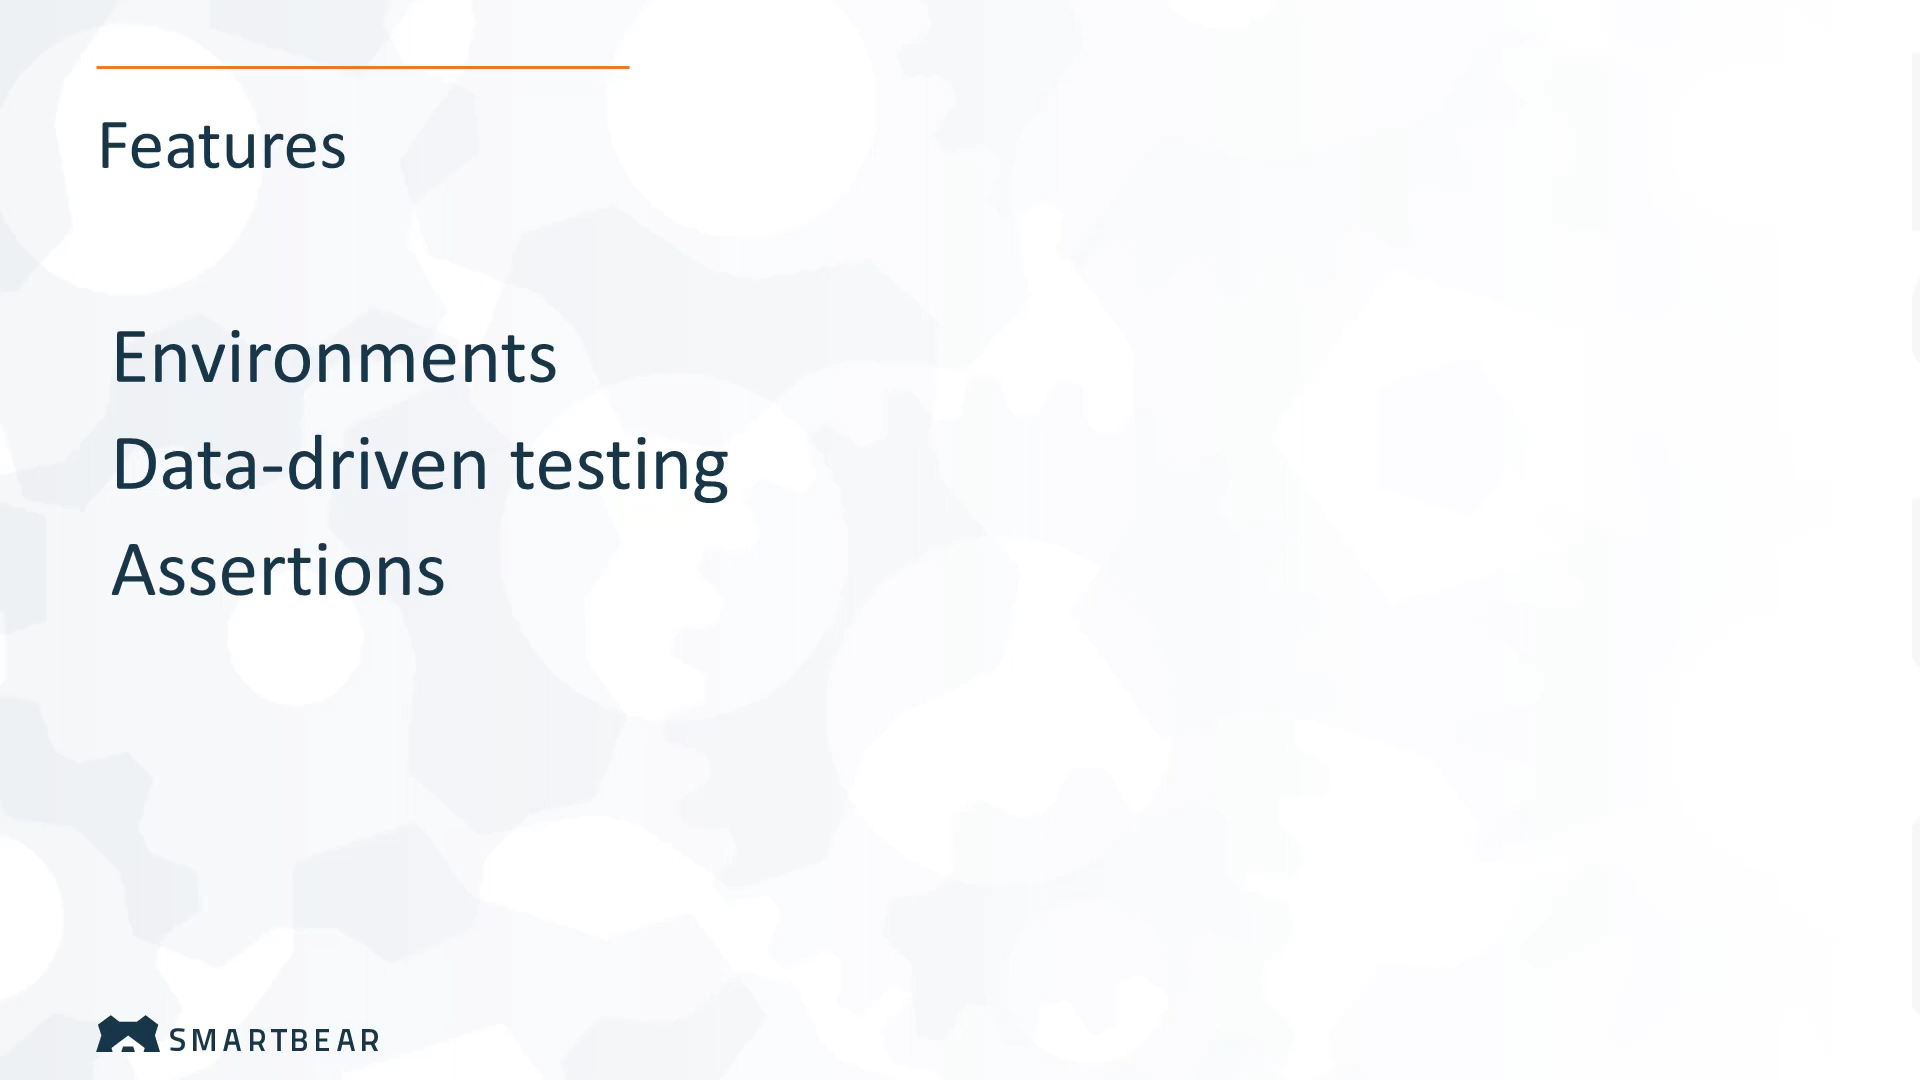 Features
Environments
Data-driven testing
Assertions
SMARTBEAR